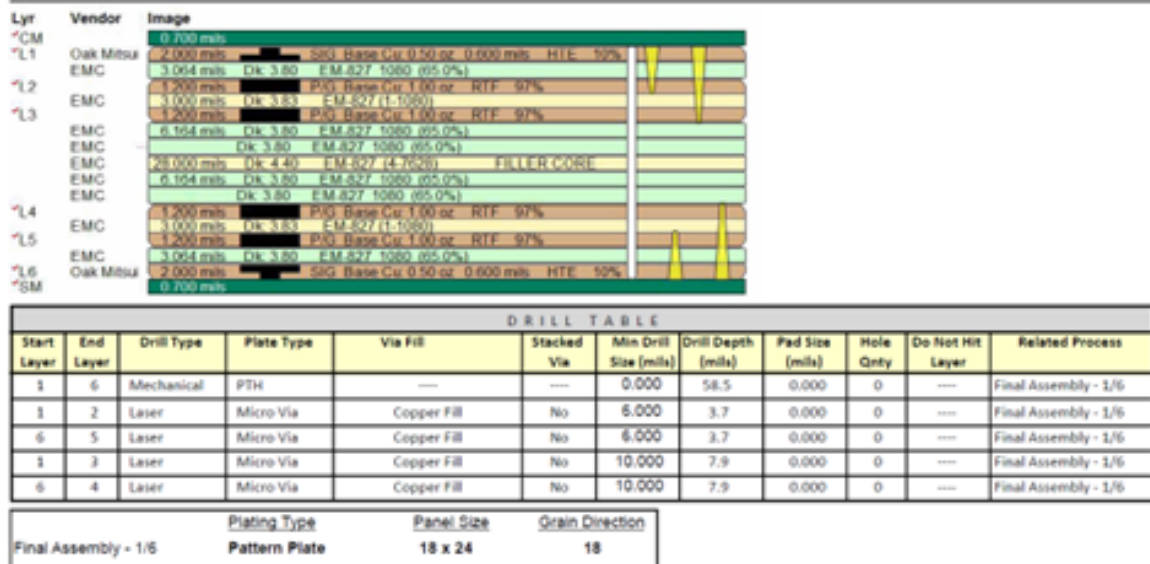 Lyr Vendor Image
CM 0.700 mils
L1 Oak Mitsui 2.000 mils SIG Base Cu: 0.50 oz 0.600 mils HTE 10%
EMC 3.064 mils Dk: 3.80 EM-827 1080 (65.0%)
L2 1.200 mils P/G Base Cu: 1.00 oz RTF 97%
EMC 3.000 mils Dk: 3.83 EM-827 (1-1080)
L3 1.200 mils P/G Base Cu: 1.00 oz RTF 97%
EMC 6.164 mils Dk: 3.80 EM-827 1080 (65.0%)
EMC Dk: 3.80 EM-827 1080 (65.0%)
EMC 28.000 mils Dk: 4.40 EM-827 (4-7628) FILLER CORE
EMC 6.164 mils Dk: 3.80 EM-827 1080 (65.0%)
EMC Dk: 3.80 EM-827 1080 (65.0%)
L4 1.200 mils P/G Base Cu: 1.00 oz RTF 97%
EMC 3.000 mils Dk: 3.83 EM-827 (1-1080)
L5 1.200 mils P/G Base Cu: 1.00 oz RTF 97%
EMC 3.064 mils Dk: 3.80 EM-827 1080 (65.0%)
L6 Oak Mitsui 2.000 mils SIG Base Cu: 0.50 oz 0.600 mils HTE 10%
SM 0.700 mils
DRILL TABLE
Start End Drill Type Plate Type Via Fill Stacked Min Drill Drill Depth Pad Size Hole Do Not Hit Related Process
Layer Layer Via Size (mils) (mils) (mils) Qnty Layer
1 6 Mechanical PTH ---- ---- 0.000 58.5 0.000 0 ---- Final Assembly - 1/6
1 2 Laser Micro Via Copper Fill No 6.000 3.7 0.000 0 ---- Final Assembly - 1/6
6 5 Laser Micro Via Copper Fill No 6.000 3.7 0.000 0 ---- Final Assembly - 1/6
1 3 Laser Micro Via Copper Fill No 10.000 7.9 0.000 0 ---- Final Assembly - 1/6
6 4 Laser Micro Via Copper Fill No 10.000 7.9 0.000 0 ---- Final Assembly - 1/6
Plating Type Panel Size Grain Direction
Final Assembly - 1/6 Pattern Plate 18 x 24 18